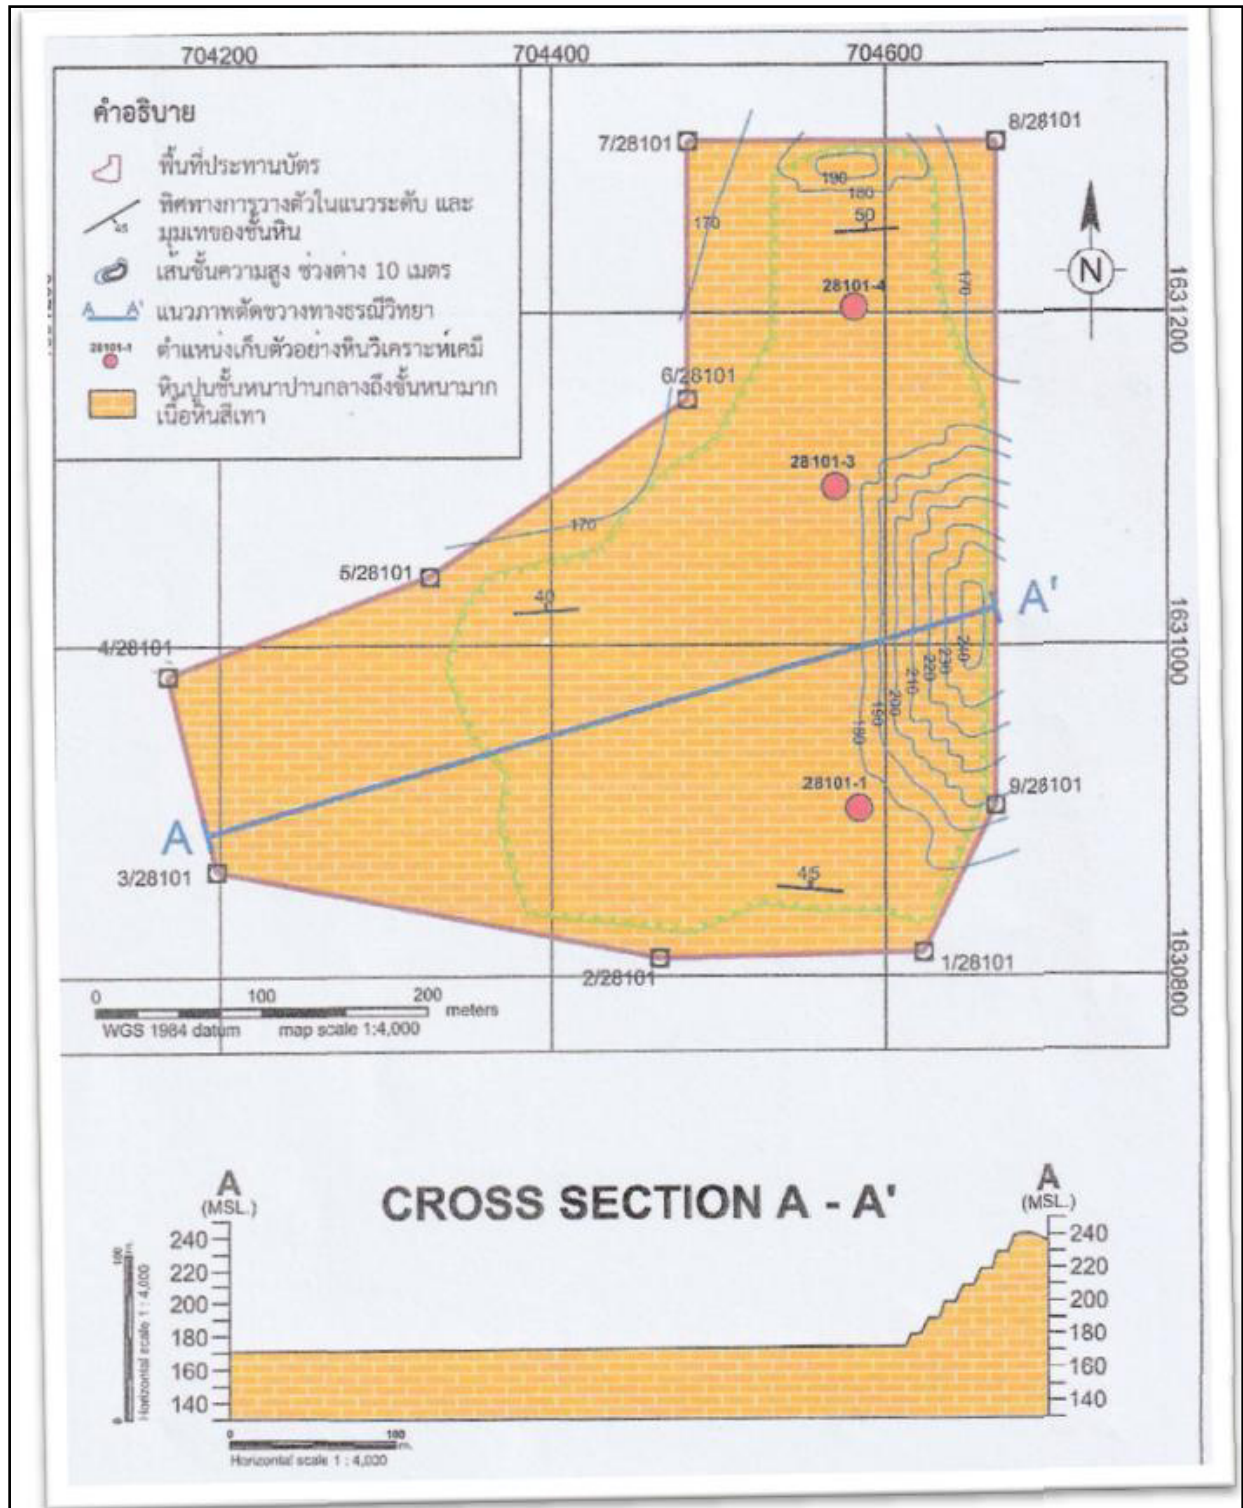 704200 704400 704600
คำอธิบาย
พื้นที่ประทานบัตร
ทิศทางการวางตัวในแนวระดับ และ
มุมเทของชั้นหิน
45
เส้นชั้นความสูง ช่วงต่าง 10 เมตร
A A'
แนวภาพตัดขวางทางธรณีวิทยา
28101-1
ตำแหน่งเก็บตัวอย่างหินวิเคราะห์เคมี
หินปูนชั้นหนาปานกลางถึงชั้นหนามาก
เนื้อหินสีเทา
7/28101
8/28101
190
180
50
170
170
28101-4
N
1631200
6/28101
28101-3
170
5/28101
40
A'
4/28101
1631000
240
230
220
210
200
190
180
28101-1
9/28101
A
3/28101
45
2/28101
1/28101
1630800
0 100 200 meters
WGS 1984 datum map scale 1:4,000
CROSS SECTION A - A'
A
(MSL.)
A
(MSL.)
240
220
200
180
160
140
240
220
200
180
160
140
100 m.
0
Horizontal scale 1 : 4,000
0 100 m.
Horizontal scale 1 : 4,000